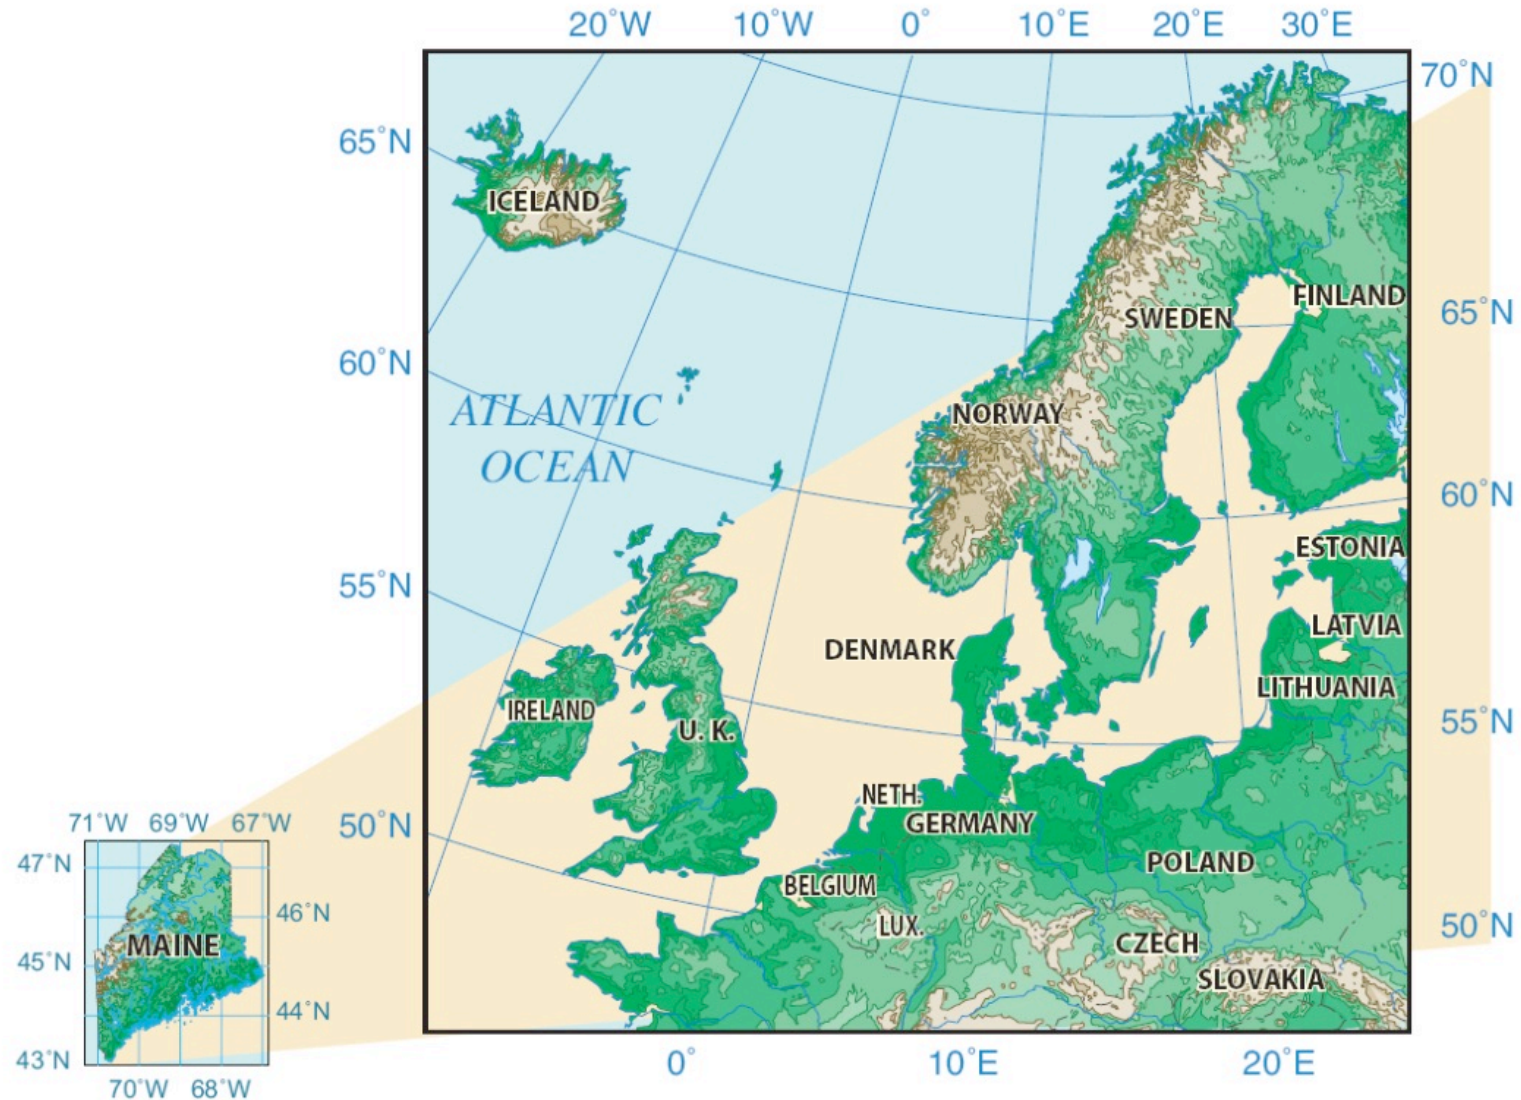 20°W 10°W 0° 10°E 20°E 30°E
70°N
65°N
ICELAND
FINLAND
65°N
SWEDEN
60°N
ATLANTIC
OCEAN
NORWAY
60°N
ESTONIA
55°N
LATVIA
DENMARK
LITHUANIA
IRELAND
55°N
U. K.
NETH.
50°N
GERMANY
71°W 69°W 67°W
POLAND
47°N
BELGIUM
46°N
LUX.
50°N
MAINE
CZECH
45°N
SLOVAKIA
44°N
43°N
0° 10°E 20°E
70°W 68°W